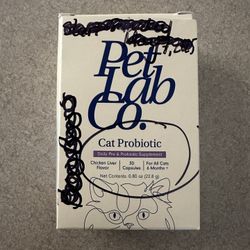 Pet
Lab
Co.
Cat Probiotic
Daily Pre & Probiotic Supplement
Chicken Liver 30 For All Cats
Flavor Capsules 6 Months +
Net Contents: 0.80 oz (22.8 g)